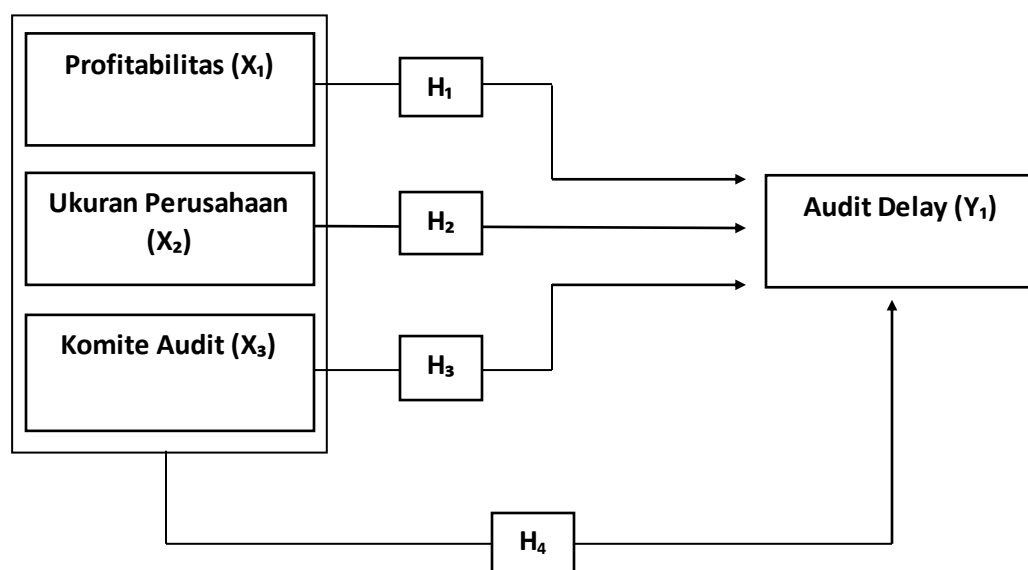 Profitabilitas (X₁)
H₁
Ukuran Perusahaan
(X₂)
H₂
Audit Delay (Y₁)
Komite Audit (X₃)
H₃
H₄